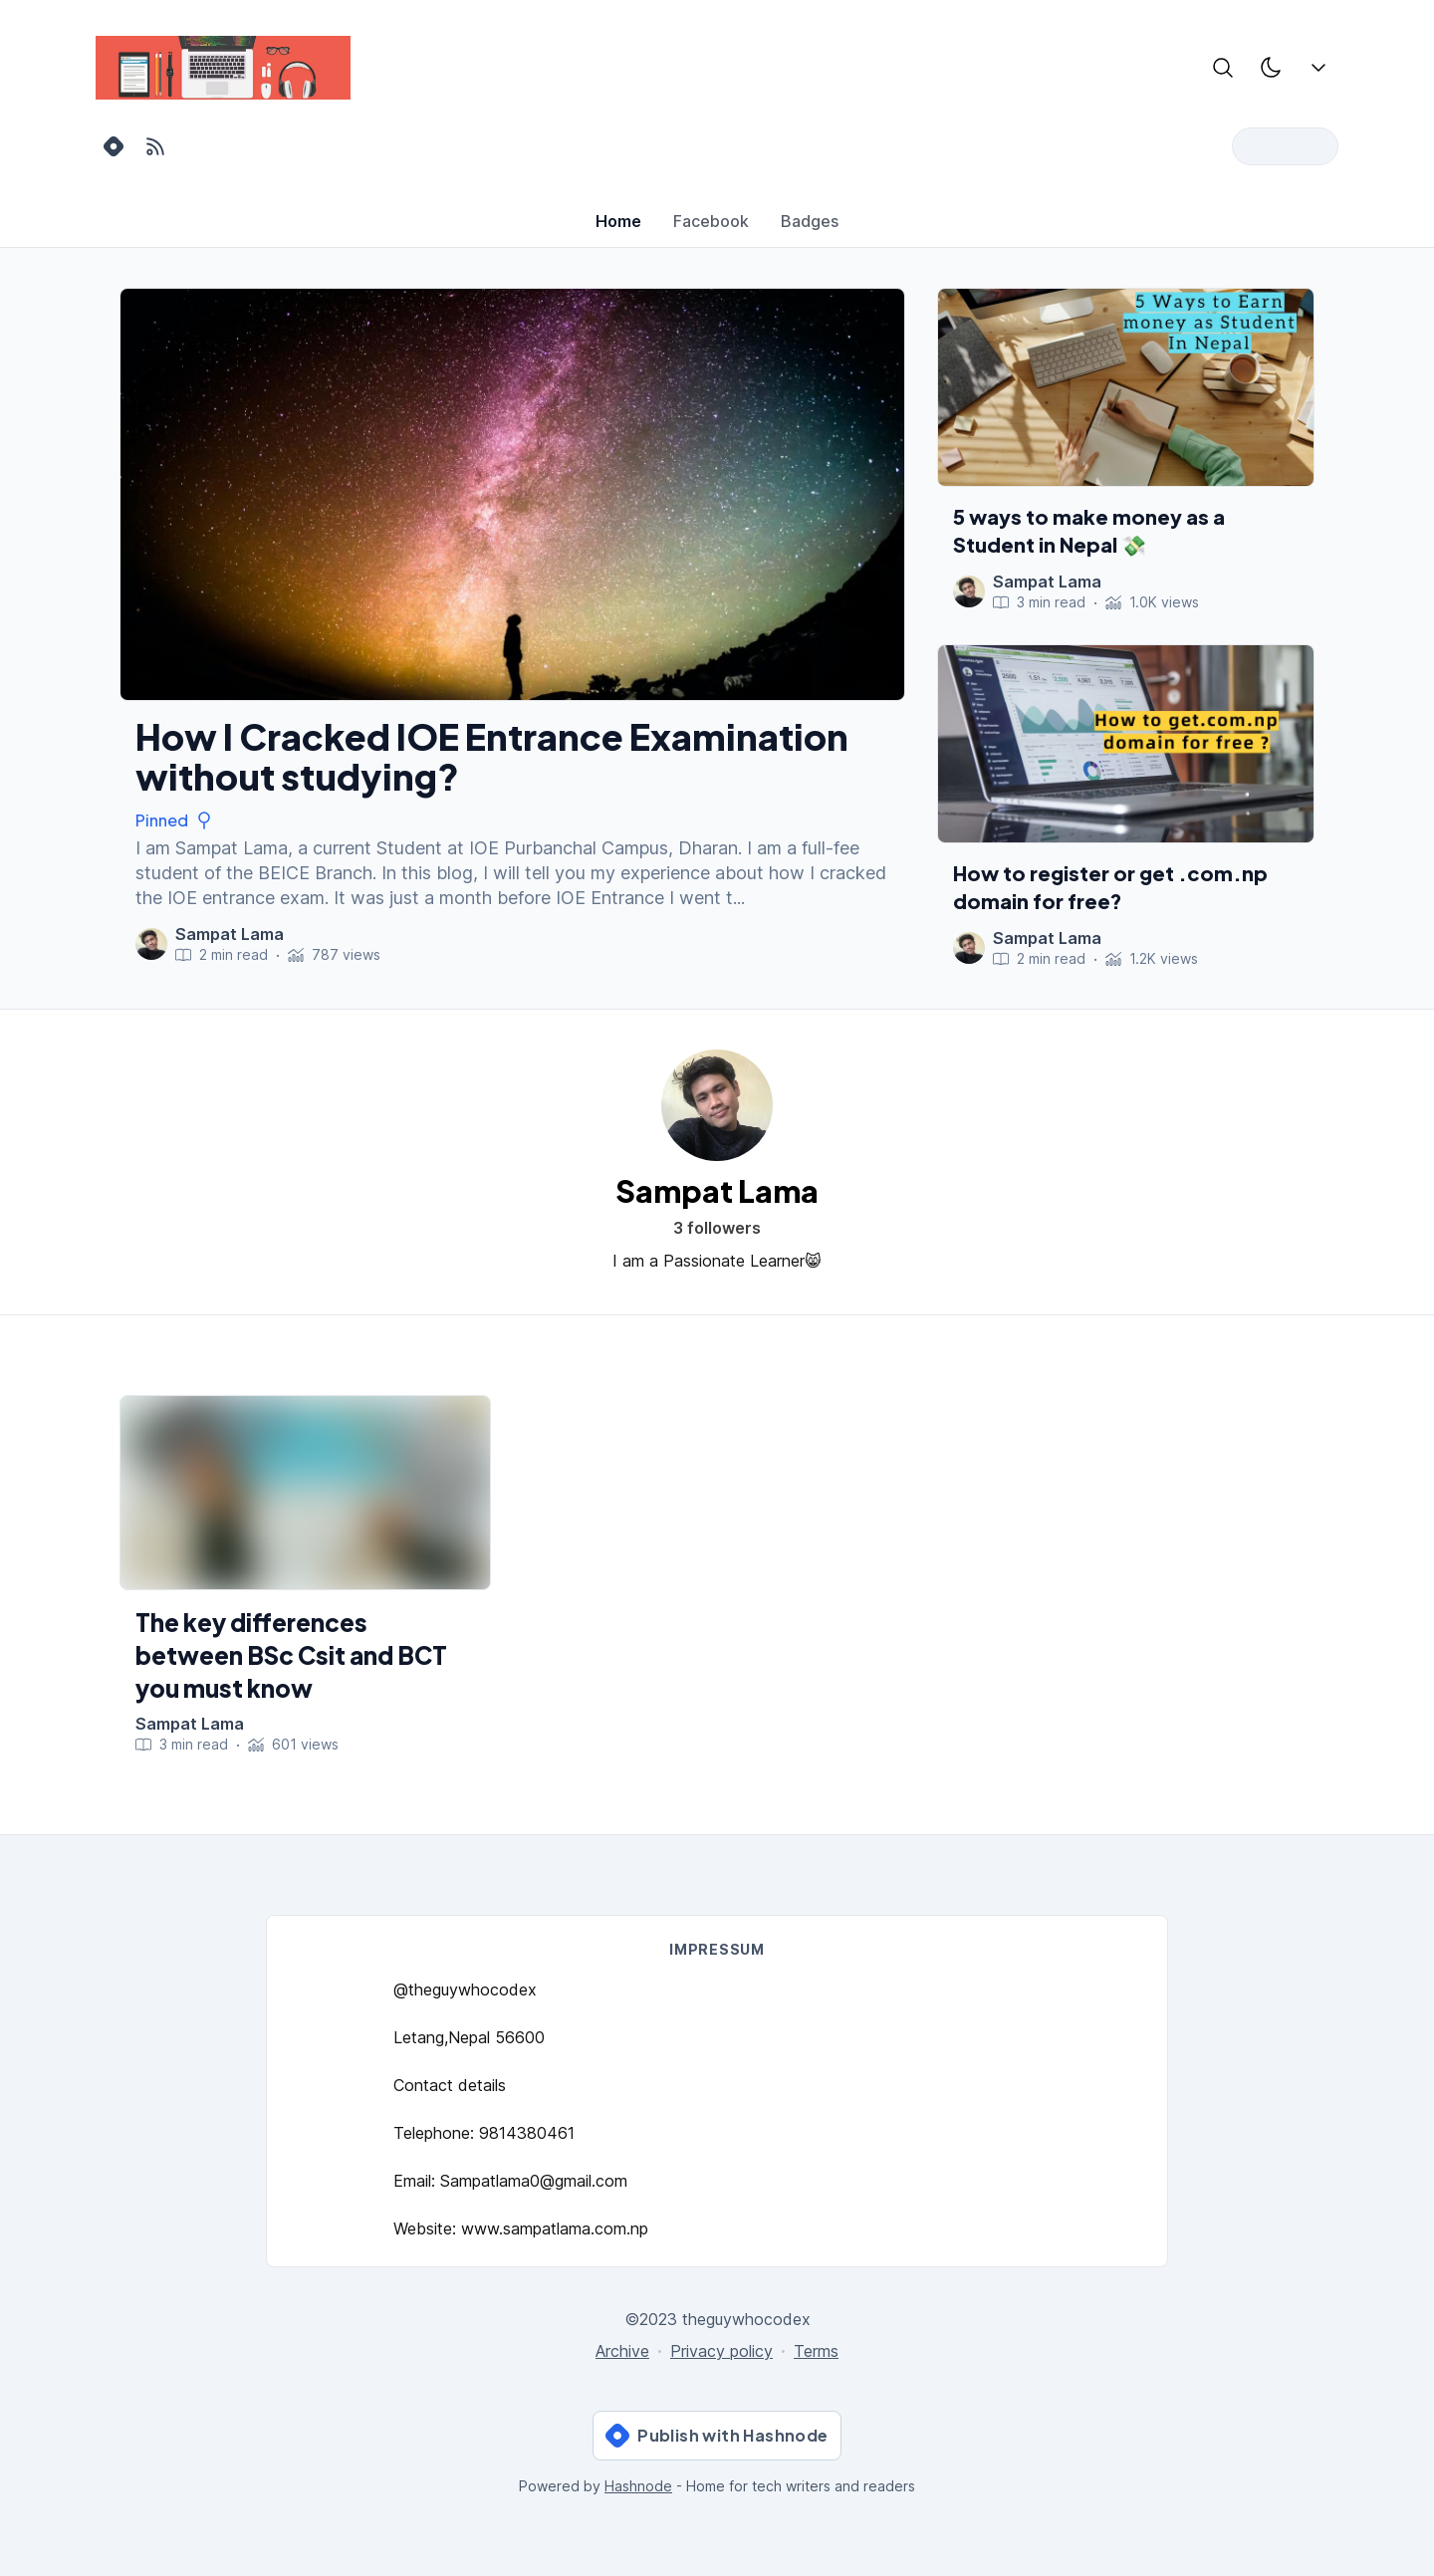 Home Facebook Badges
5 Ways to Earn
money as Student
In Nepal
5 ways to make money as a
Student in Nepal 💸
Sampat Lama
3 min read · 1.0K views
How to get.com.np
domain for free ?
How to register or get .com.np
domain for free?
Sampat Lama
2 min read · 1.2K views
How I Cracked IOE Entrance Examination
without studying?
Pinned
I am Sampat Lama, a current Student at IOE Purbanchal Campus, Dharan. I am a full-fee
student of the BEICE Branch. In this blog, I will tell you my experience about how I cracked
the IOE entrance exam. It was just a month before IOE Entrance I went t...
Sampat Lama
2 min read · 787 views
Sampat Lama
3 followers
I am a Passionate Learner😸
The key differences
between BSc Csit and BCT
you must know
Sampat Lama
3 min read · 601 views
IMPRESSUM
@theguywhocodex
Letang,Nepal 56600
Contact details
Telephone: 9814380461
Email: Sampatlama0@gmail.com
Website: www.sampatlama.com.np
©2023 theguywhocodex
Archive · Privacy policy · Terms
Publish with Hashnode
Powered by Hashnode - Home for tech writers and readers